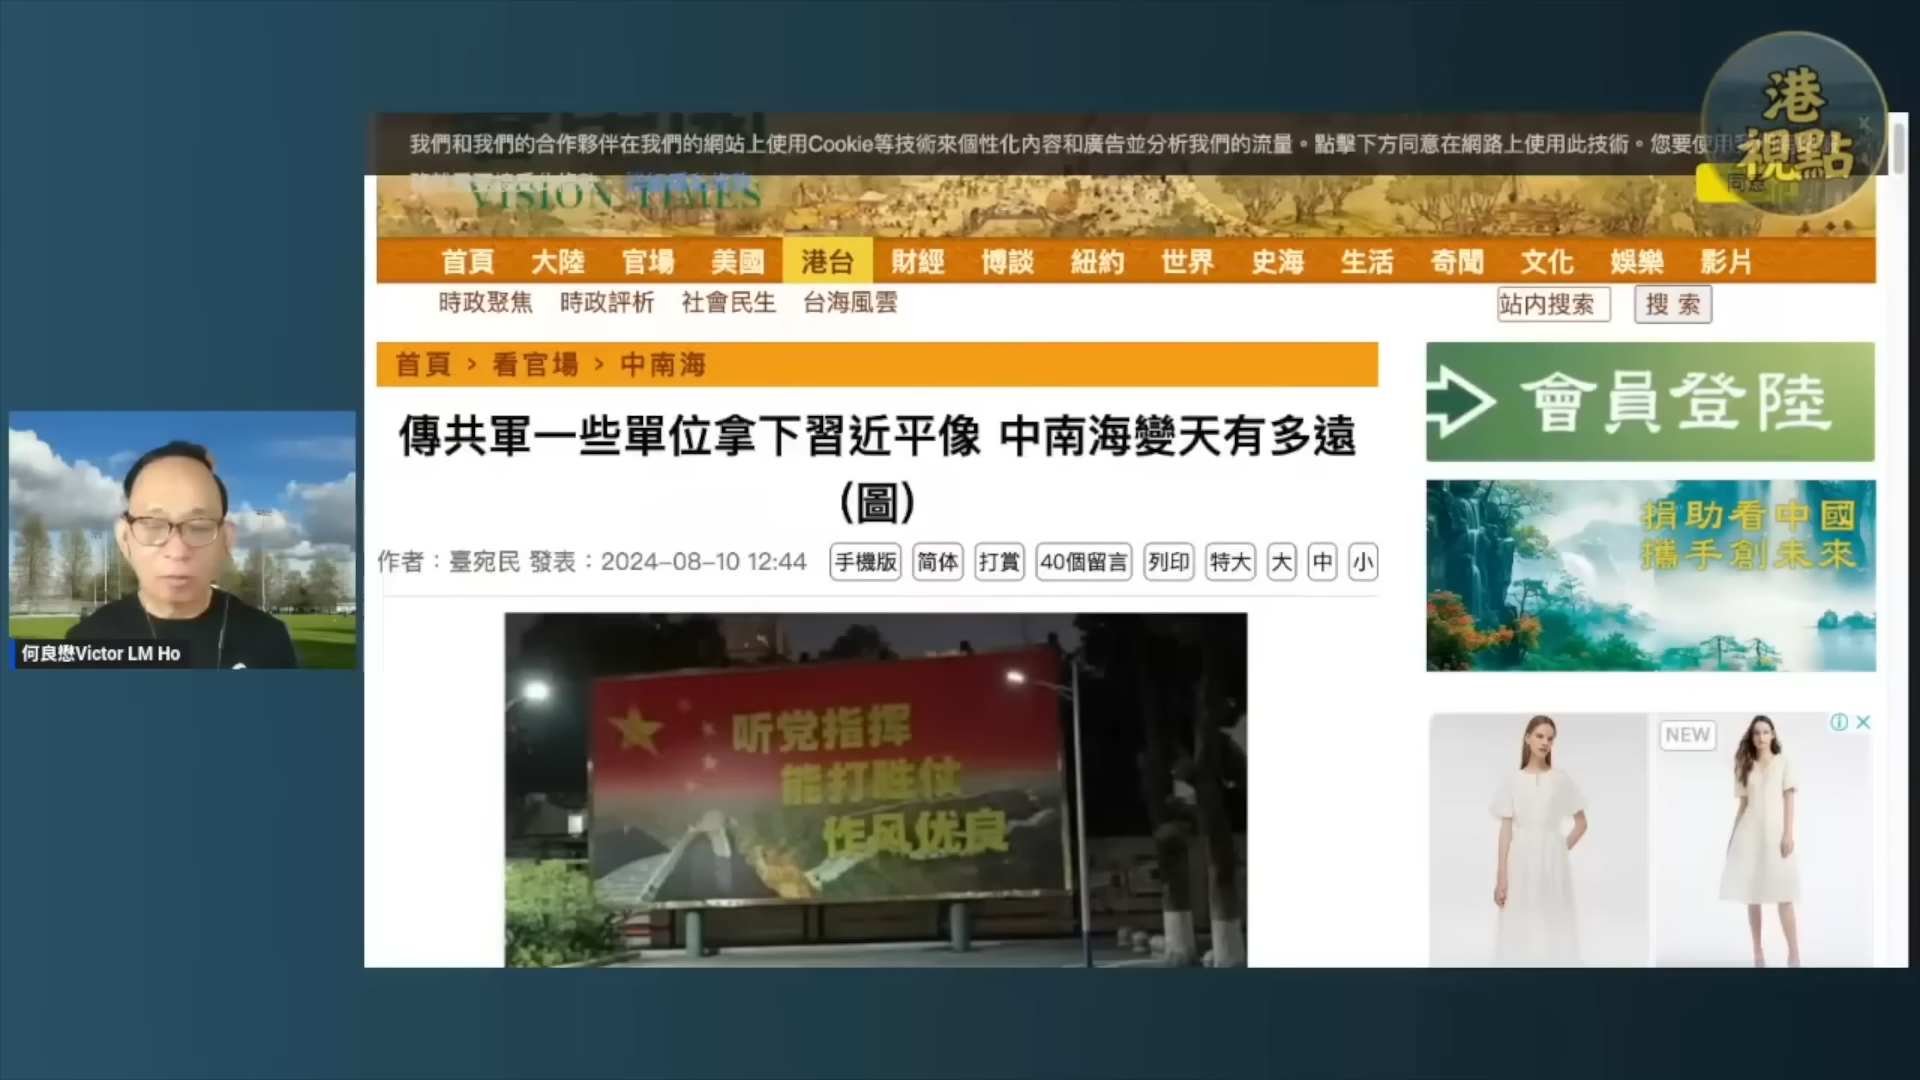 港
視點
我們和我們的合作夥伴在我們的網站上使用Cookie等技術來個性化內容和廣告並分析我們的流量。點擊下方同意在網路上使用此技術。您要使用
同意
VISION TIMES
首頁 大陸 官場 美國 港台 財經 博談 紐約 世界 史海 生活 奇聞 文化 娛樂 影片
時政聚焦 時政評析 社會民生 台海風雲
站内搜索 搜索
首頁 > 看官場 > 中南海
傳共軍一些單位拿下習近平像 中南海變天有多遠
(圖)
作者：臺宛民 發表：2024-08-10 12:44 手機版 简体 打賞 40個留言 列印 特大 大 中 小
听党指挥
能打胜仗
作风优良
會員登陸
捐助看中國
攜手創未來
NEW
何良懋Victor LM Ho